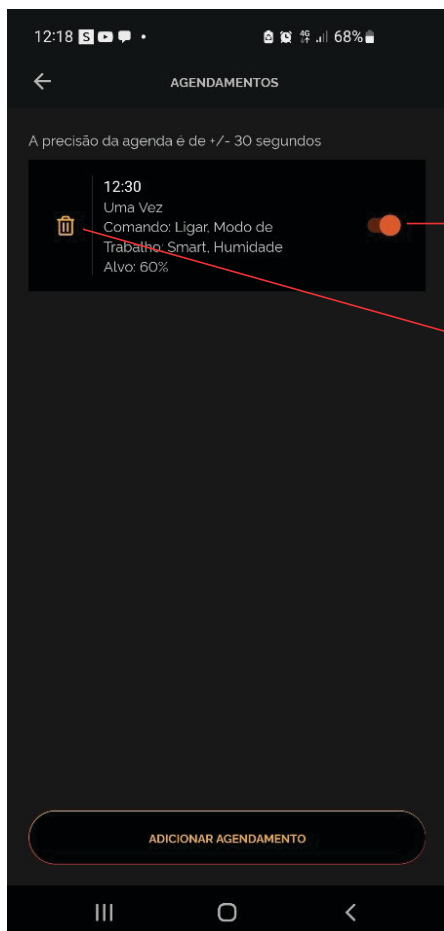 12:18 S 4G 68%
AGENDAMENTOS
A precisão da agenda é de +/- 30 segundos
12:30
Uma Vez
Comando: Ligar, Modo de
Trabalho: Smart, Humidade
Alvo: 60%
ADICIONAR AGENDAMENTO